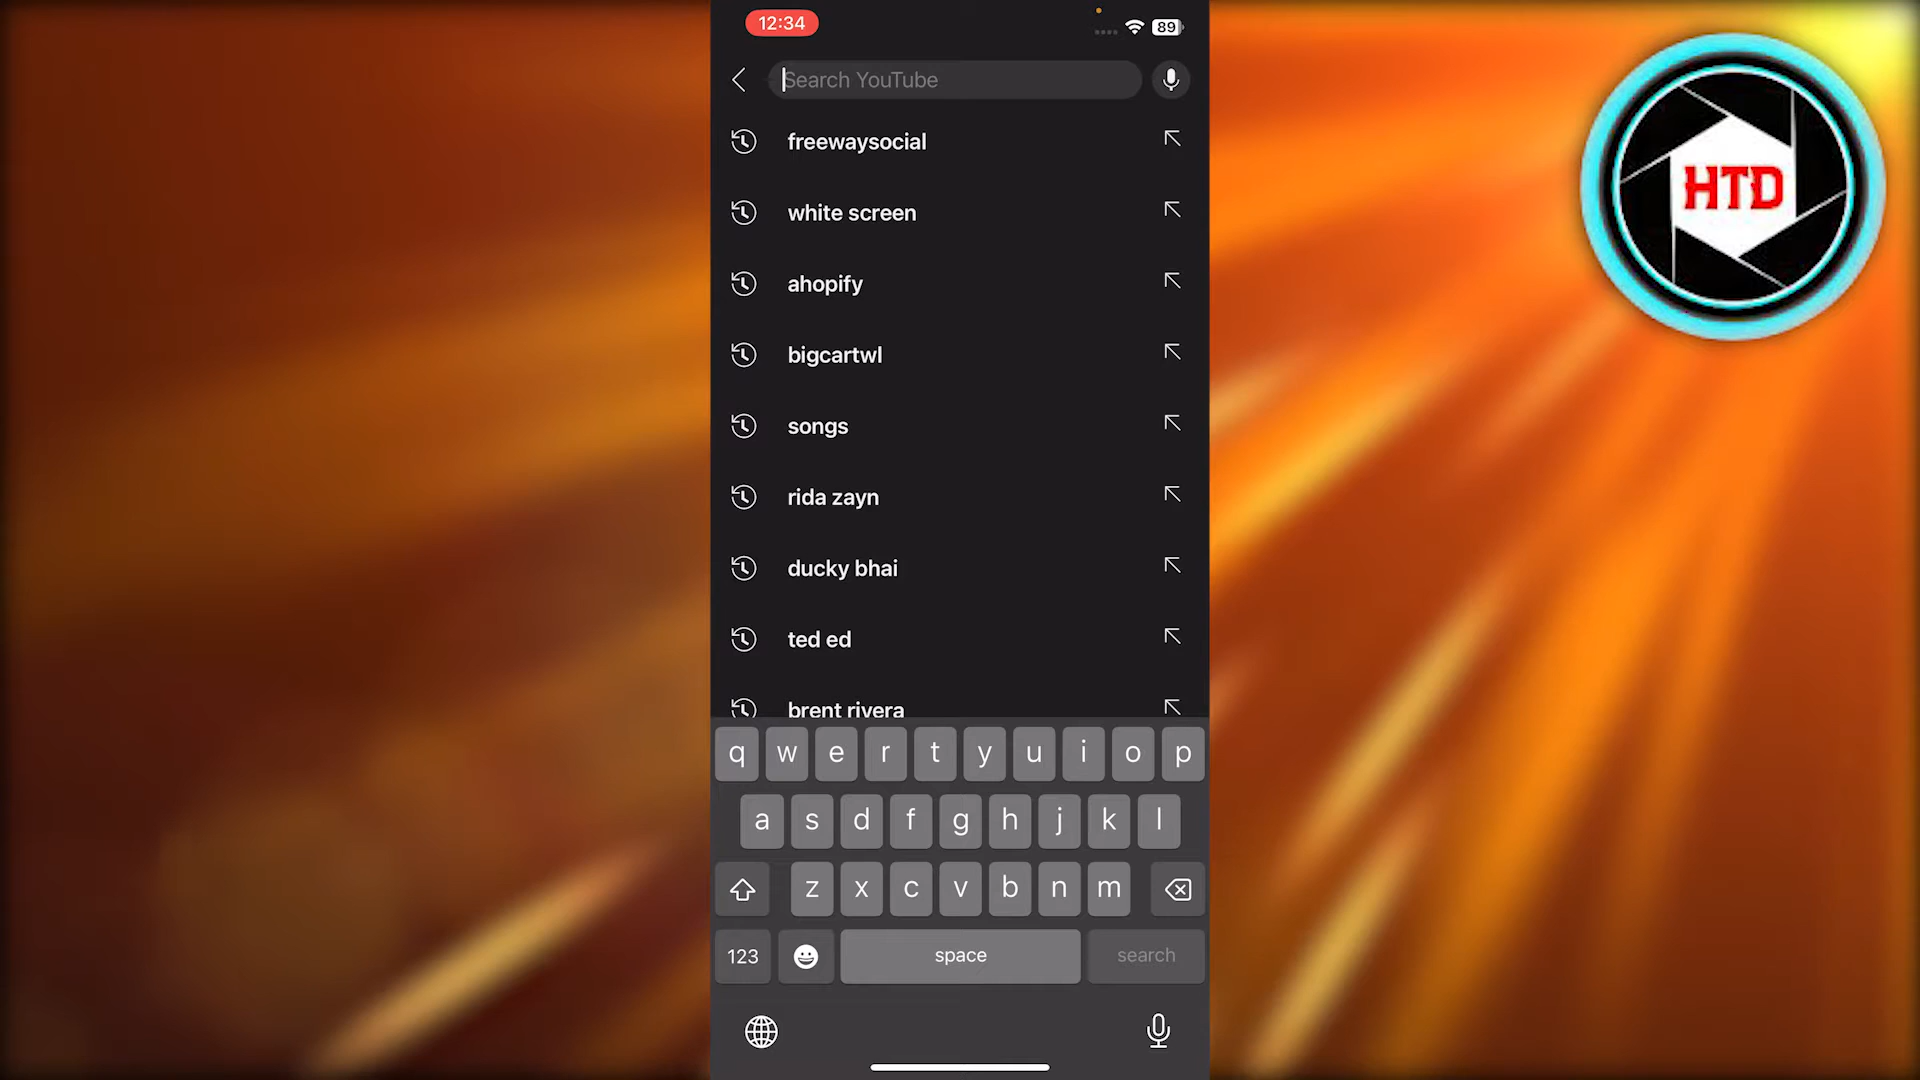 12:34
89
Search YouTube
freewaysocial
white screen
ahopify
bigcartwl
songs
rida zayn
ducky bhai
ted ed
brent rivera
q w e r t y u i o p
a s d f g h j k l
z x c v b n m
123 space search
HTD